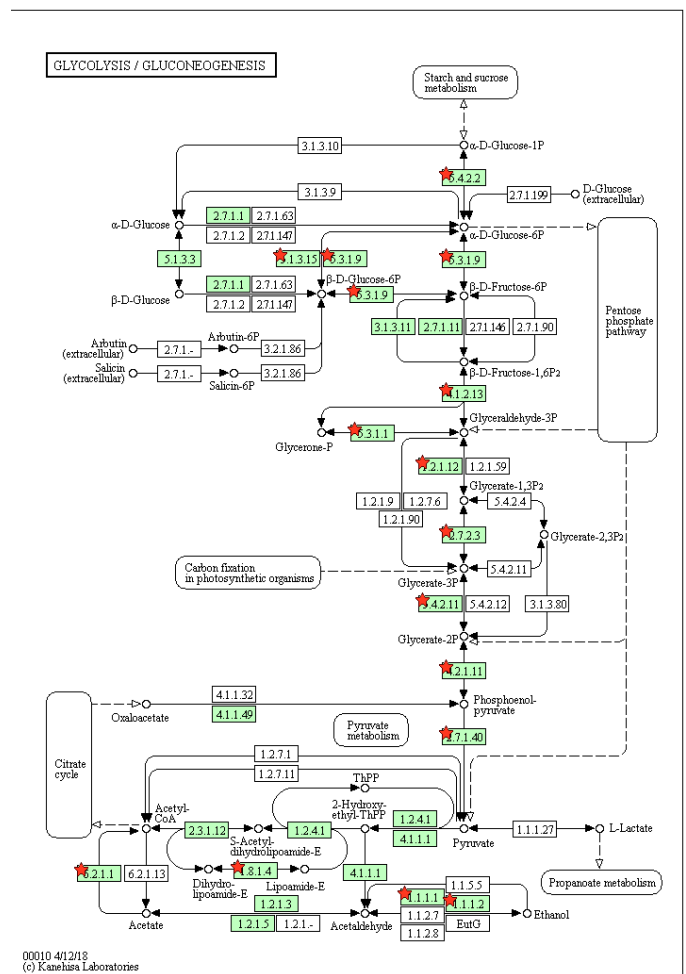 GLYCOLYSIS / GLUCONEOGENESIS
Starch and sucrose
metabolism
3.1.3.10
α-D-Glucose-1P
5.4.2.2
3.1.3.9
2.7.1.199
D-Glucose
(extracellular)
α-D-Glucose
2.7.1.1
2.7.1.63
2.7.1.2
2.7.1.147
α-D-Glucose-6P
5.1.3.3
5.1.3.15
5.3.1.9
5.3.1.9
β-D-Glucose
2.7.1.1
2.7.1.63
2.7.1.2
2.7.1.147
β-D-Glucose-6P
5.3.1.9
β-D-Fructose-6P
Pentose
phosphate
pathway
3.1.3.11
2.7.1.11
2.7.1.146
2.7.1.90
Arbutin
(extracellular)
2.7.1.-
Arbutin-6P
3.2.1.86
Salicin
(extracellular)
2.7.1.-
Salicin-6P
3.2.1.86
β-D-Fructose-1,6P2
4.1.2.13
Glyceraldehyde-3P
Glycerone-P
5.3.1.1
1.2.1.12
1.2.1.59
Glycerate-1,3P2
1.2.1.9
1.2.7.6
1.2.1.90
5.4.2.4
2.7.2.3
Glycerate-2,3P2
Carbon fixation
in photosynthetic organisms
5.4.2.11
Glycerate-3P
5.4.2.11
5.4.2.12
3.1.3.80
Glycerate-2P
4.2.1.11
Citrate
cycle
Oxaloacetate
4.1.1.32
4.1.1.49
Phosphoenol-
pyruvate
Pyruvate
metabolism
2.7.1.40
1.2.7.1
1.2.7.11
ThPP
Acetyl-
CoA
2.3.1.12
S-Acetyl-
dihydrolipoamide-E
1.2.4.1
2-Hydroxy-
ethyl-ThPP
1.2.4.1
4.1.1.1
Pyruvate
1.1.1.27
L-Lactate
6.2.1.1
6.2.1.13
Dihydro-
lipoamide-E
1.8.1.4
Lipoamide-E
4.1.1.1
Propanoate metabolism
Acetate
1.2.1.3
1.2.1.5
1.2.1.-
Acetaldehyde
1.1.1.1
1.1.5.5
1.1.1.2
1.1.2.7
1.1.2.8
EutG
Ethanol
00010 4/12/18
(c) Kanehisa Laboratories